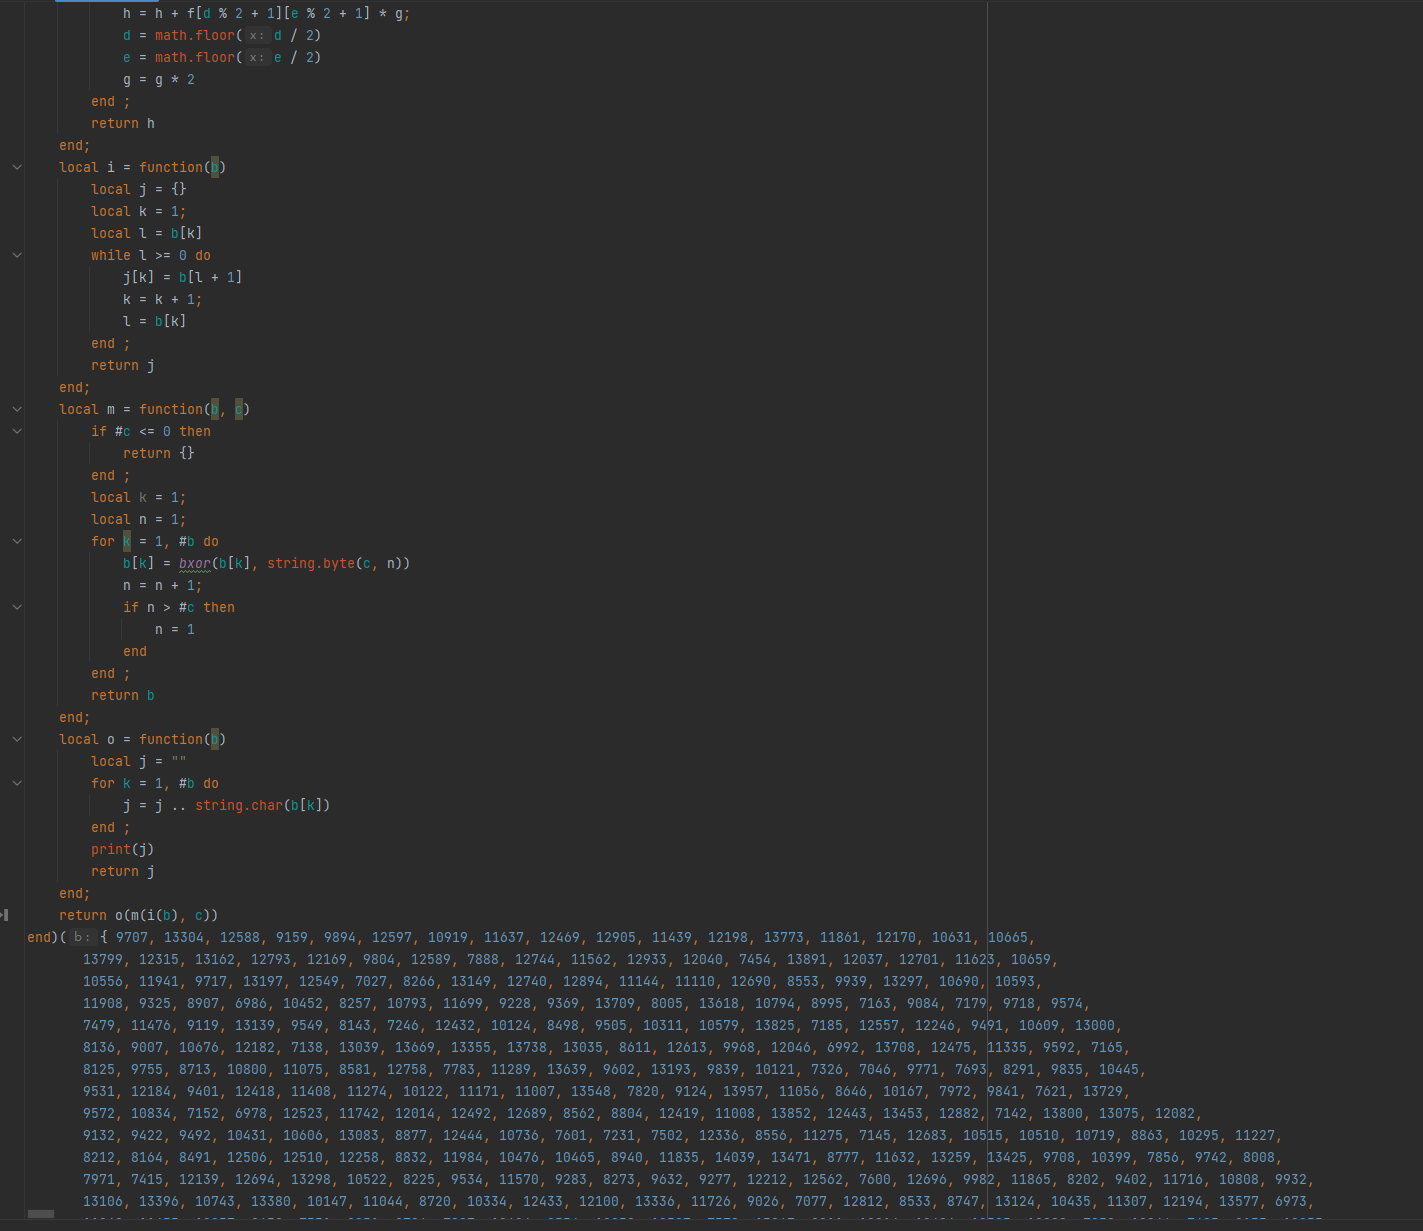 h = h + f[d % 2 + 1][e % 2 + 1] * g;
d = math.floor( x: d / 2)
e = math.floor( x: e / 2)
g = g * 2
end ;
return h
end;
local i = function(b)
local j = {}
local k = 1;
local l = b[k]
while l >= 0 do
j[k] = b[l + 1]
k = k + 1;
l = b[k]
end ;
return j
end;
local m = function(b, c)
if #c <= 0 then
return {}
end ;
local k = 1;
local n = 1;
for k = 1, #b do
b[k] = bxor(b[k], string.byte(c, n))
n = n + 1;
if n > #c then
n = 1
end
end ;
return b
end;
local o = function(b)
local j = ""
for k = 1, #b do
j = j .. string.char(b[k])
end ;
print(j)
return j
end;
return o(m(i(b), c))
end)( b: { 9707, 13304, 12588, 9159, 9894, 12597, 10919, 11637, 12469, 12905, 11439, 12198, 13773, 11861, 12170, 10631, 10665,
13799, 12315, 13162, 12793, 12169, 9804, 12589, 7888, 12744, 11562, 12933, 12040, 7454, 13891, 12037, 12701, 11623, 10659,
10556, 11941, 9717, 13197, 12549, 7027, 8266, 13149, 12740, 12894, 11144, 11110, 12690, 8553, 9939, 13297, 10690, 10593,
11908, 9325, 8907, 6986, 10452, 8257, 10793, 11699, 9228, 9369, 13709, 8005, 13618, 10794, 8995, 7163, 9084, 7179, 9718, 9574,
7479, 11476, 9119, 13139, 9549, 8143, 7246, 12432, 10124, 8498, 9505, 10311, 10579, 13825, 7185, 12557, 12246, 9491, 10609, 13000,
8136, 9007, 10676, 12182, 7138, 13039, 13669, 13355, 13738, 13035, 8611, 12613, 9968, 12046, 6992, 13708, 12475, 11335, 9592, 7165,
8125, 9755, 8713, 10800, 11075, 8581, 12758, 7783, 11289, 13639, 9602, 13193, 9839, 10121, 7326, 7046, 9771, 7693, 8291, 9835, 10445,
9531, 12184, 9401, 12418, 11408, 11274, 10122, 11171, 11007, 13548, 7820, 9124, 13957, 11056, 8646, 10167, 7972, 9841, 7621, 13729,
9572, 10834, 7152, 6978, 12523, 11742, 12014, 12492, 12689, 8562, 8804, 12419, 11008, 13852, 12443, 13453, 12882, 7142, 13800, 13075, 12082,
9132, 9422, 9492, 10431, 10606, 13083, 8877, 12444, 10736, 7601, 7231, 7502, 12336, 8556, 11275, 7145, 12683, 10515, 10510, 10719, 8863, 10295, 11227,
8212, 8164, 8491, 12506, 12510, 12258, 8832, 11984, 10476, 10465, 8940, 11835, 14039, 13471, 8777, 11632, 13259, 13425, 9708, 10399, 7856, 9742, 8008,
7971, 7415, 12139, 12694, 13298, 10522, 8225, 9534, 11570, 9283, 8273, 9632, 9277, 12212, 12562, 7600, 12696, 9982, 11865, 8202, 9402, 11716, 10808, 9932,
13106, 13396, 10743, 13380, 10147, 11044, 8720, 10334, 12433, 12100, 13336, 11726, 9026, 7077, 12812, 8533, 8747, 13124, 10435, 11307, 12194, 13577, 6973,